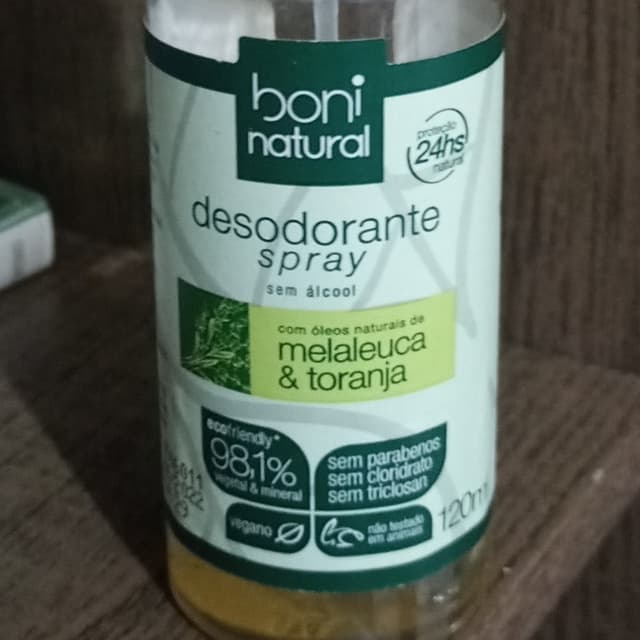 boni
natural
proteção
24hs
natural
desodorante
spray
sem álcool
com óleos naturais de
melaleuca
& toranja
ecofriendly*
98,1%
vegetal & mineral
sem parabenos
sem cloridrato
sem triclosan
vegano
não testado
em animais
120ml